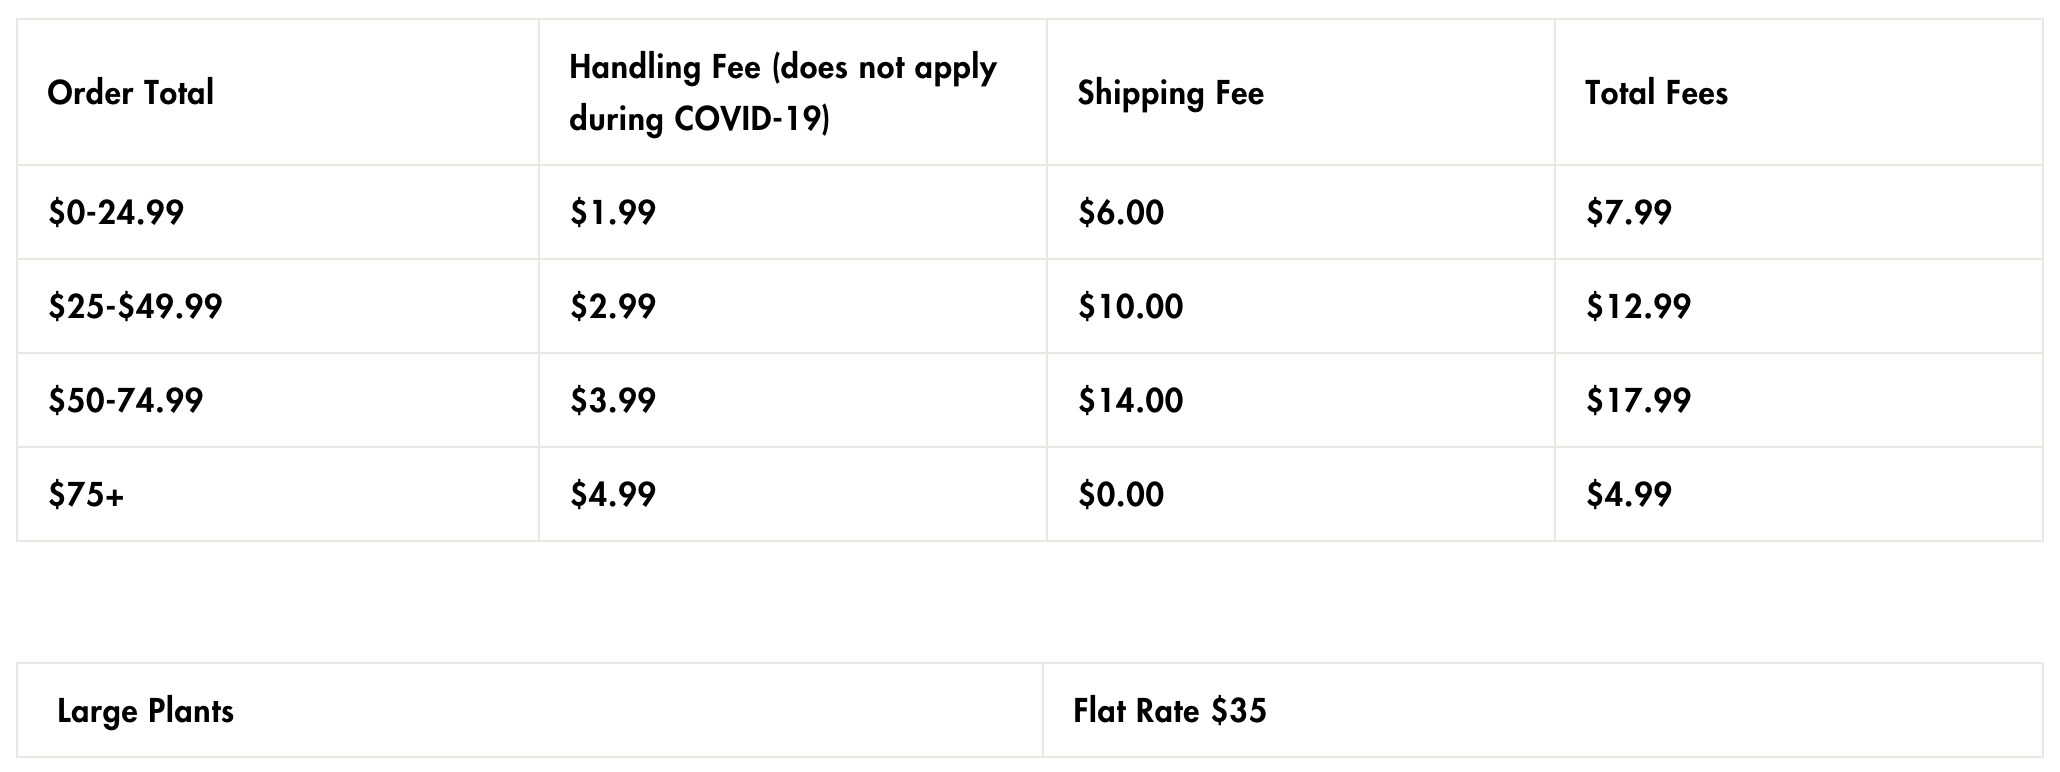 Order Total
Handling Fee (does not apply
during COVID-19)
Shipping Fee
Total Fees
$0-24.99
$1.99
$6.00
$7.99
$25-$49.99
$2.99
$10.00
$12.99
$50-74.99
$3.99
$14.00
$17.99
$75+
$4.99
$0.00
$4.99
Large Plants
Flat Rate $35